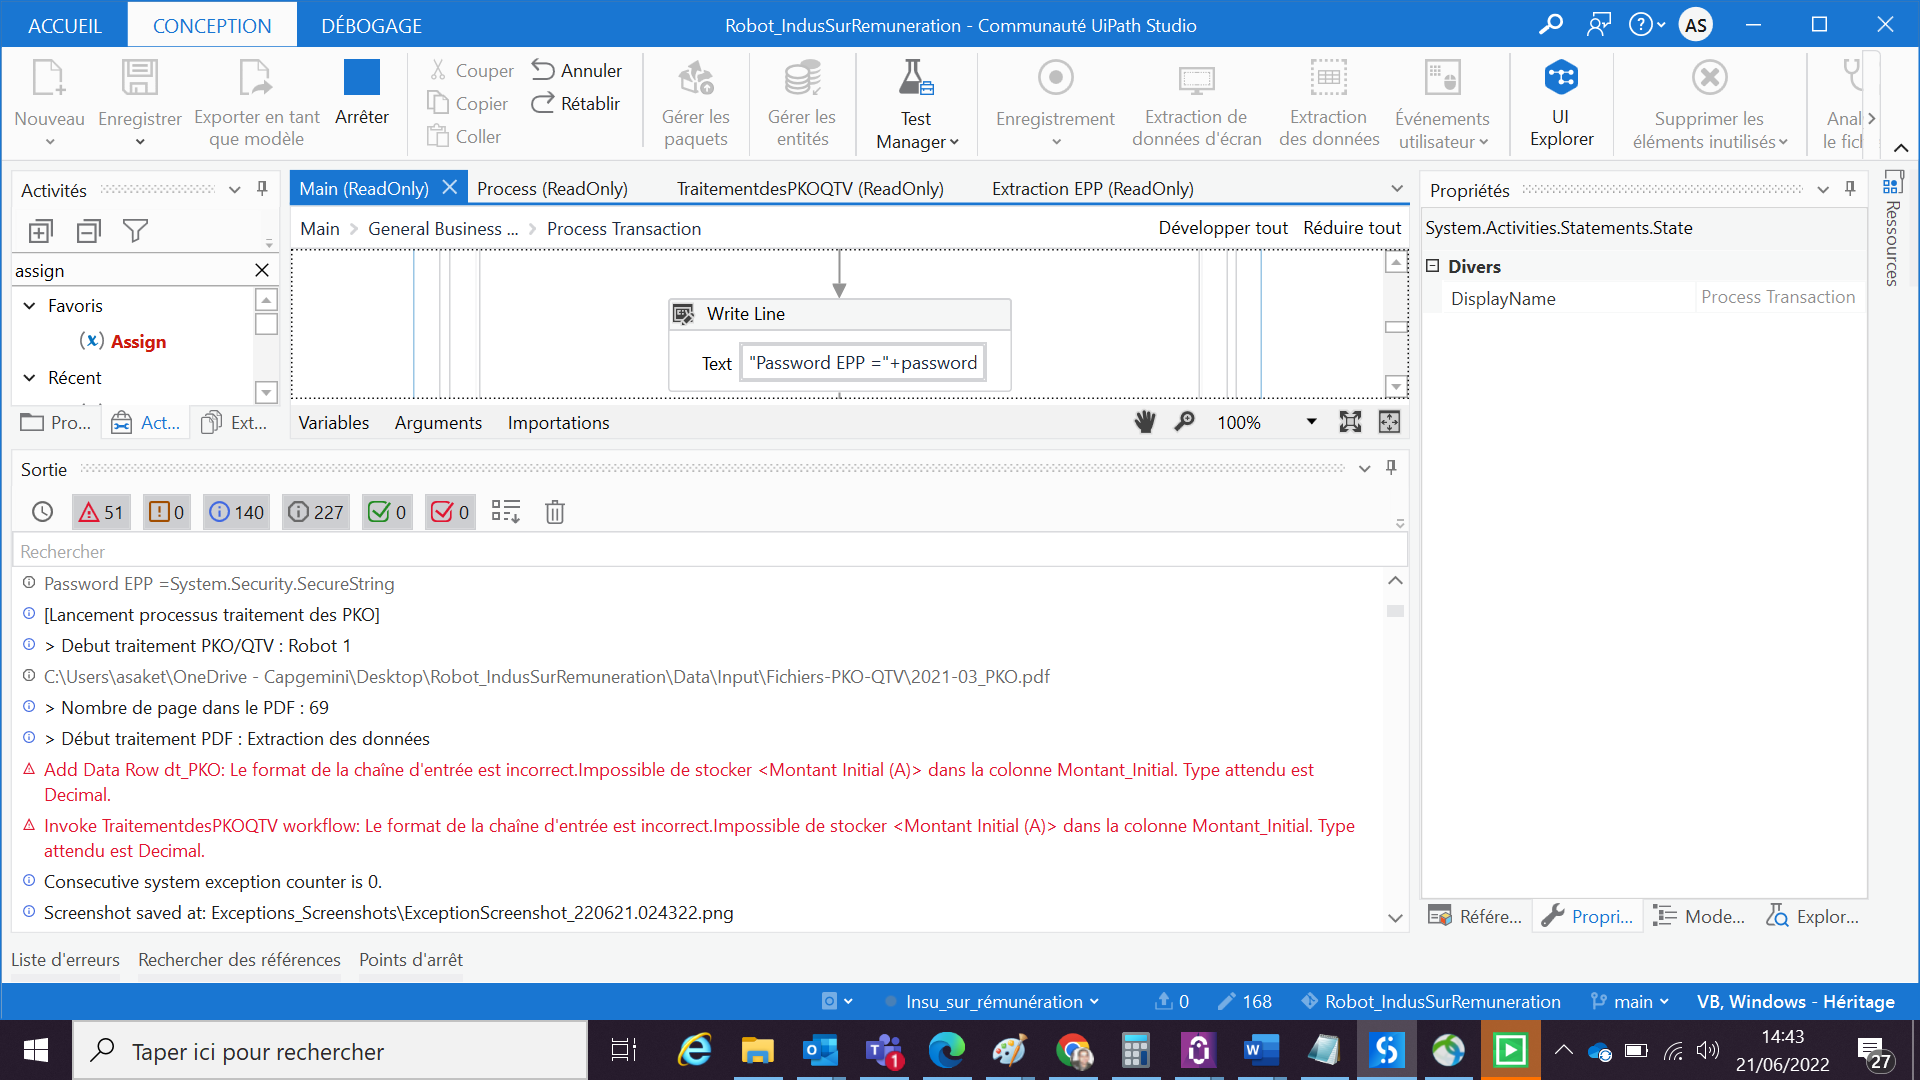 ACCUEIL
CONCEPTION
DÉBOGAGE
Robot_IndusSurRemuneration - Communauté UiPath Studio
AS
Nouveau
Enregistrer
Exporter en tant
que modèle
Arrêter
Couper
Copier
Coller
Annuler
Rétablir
Gérer les
paquets
Gérer les
entités
Test
Manager
Enregistrement
Extraction de
données d'écran
Extraction
des données
Événements
utilisateur
UI
Explorer
Supprimer les
éléments inutilisés
Anal
le fich
Activités
assign
Favoris
(x) Assign
Récent
Pro...
Act...
Ext...
Main (ReadOnly)
Process (ReadOnly)
TraitementdesPKOQTV (ReadOnly)
Extraction EPP (ReadOnly)
Main > General Business ... > Process Transaction
Développer tout
Réduire tout
Write Line
Text "Password EPP ="+password
Variables
Arguments
Importations
100%
Propriétés
System.Activities.Statements.State
Divers
DisplayName
Process Transaction
Ressources
Sortie
51
0
140
227
0
0
Rechercher
Password EPP =System.Security.SecureString
[Lancement processus traitement des PKO]
> Debut traitement PKO/QTV : Robot 1
C:\Users\asaket\OneDrive - Capgemini\Desktop\Robot_IndusSurRemuneration\Data\Input\Fichiers-PKO-QTV\2021-03_PKO.pdf
> Nombre de page dans le PDF : 69
> Début traitement PDF : Extraction des données
Add Data Row dt_PKO: Le format de la chaîne d'entrée est incorrect.Impossible de stocker <Montant Initial (A)> dans la colonne Montant_Initial. Type attendu est
Decimal.
Invoke TraitementdesPKOQTV workflow: Le format de la chaîne d'entrée est incorrect.Impossible de stocker <Montant Initial (A)> dans la colonne Montant_Initial. Type
attendu est Decimal.
Consecutive system exception counter is 0.
Screenshot saved at: Exceptions_Screenshots\ExceptionScreenshot_220621.024322.png
Référe...
Propri...
Mode...
Explor...
Liste d'erreurs
Rechercher des références
Points d'arrêt
Insu_sur_rémunération
0
168
Robot_IndusSurRemuneration
main
VB, Windows - Héritage
Taper ici pour rechercher
1
14:43
21/06/2022
27